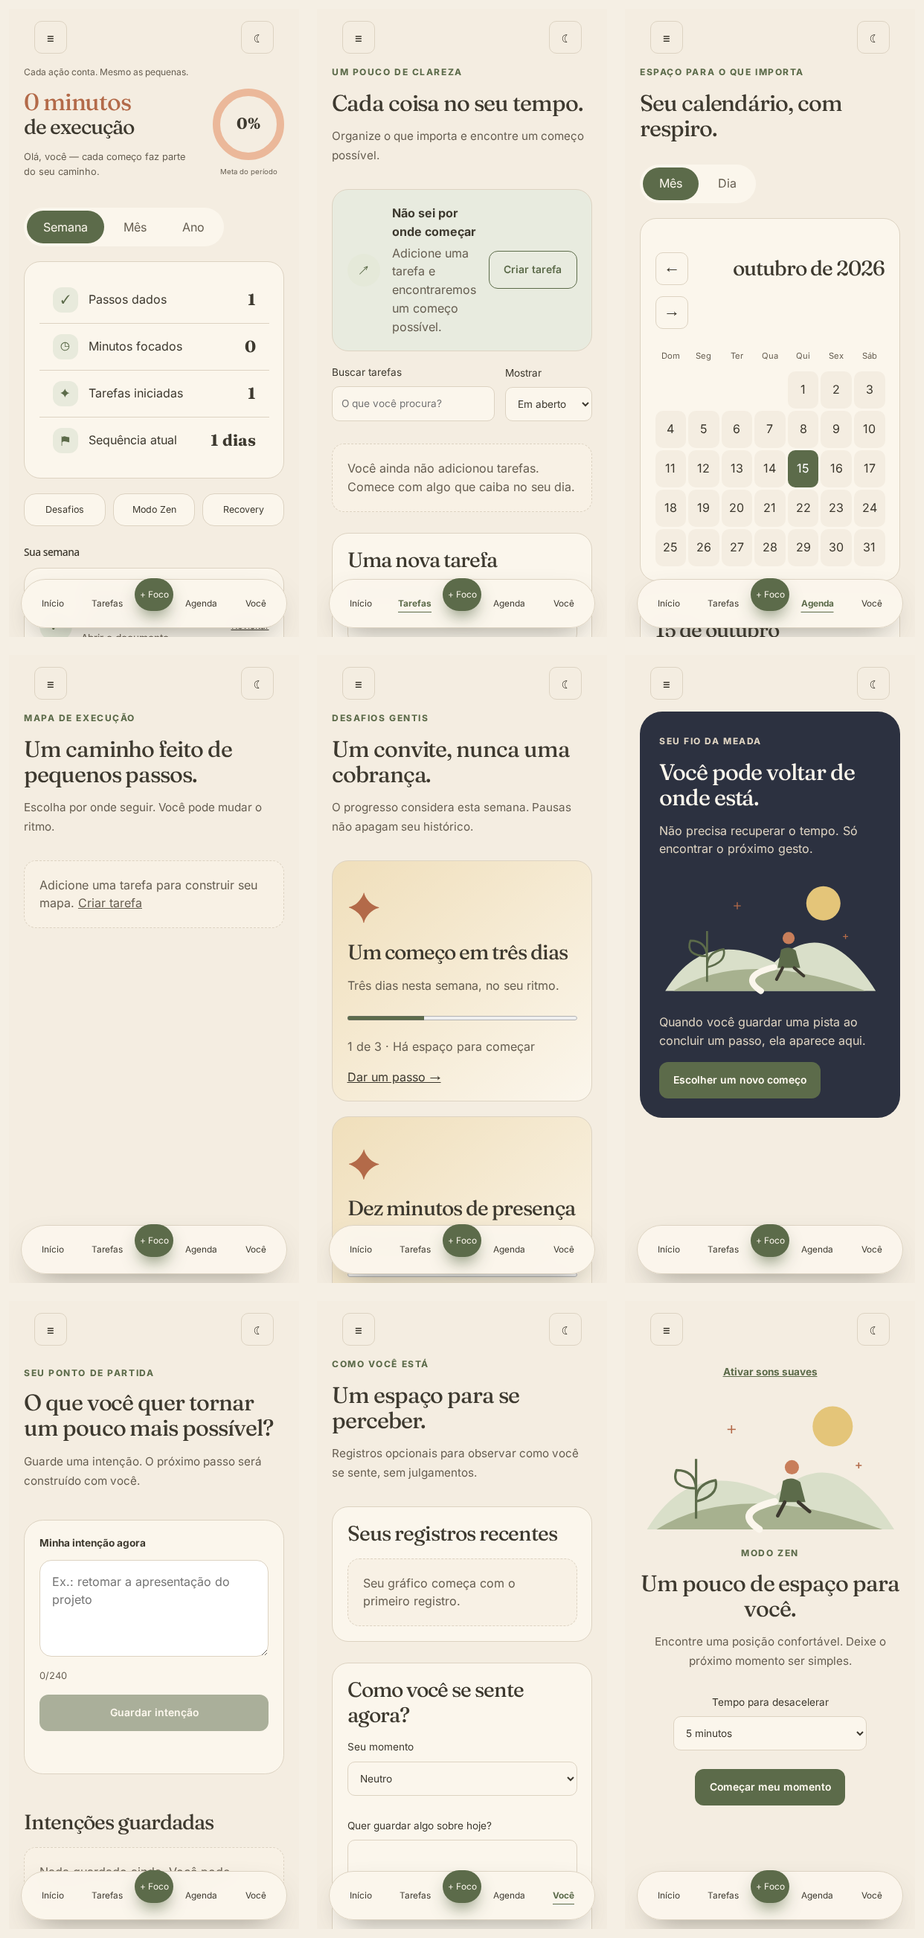 Cada ação conta. Mesmo as pequenas.
0 minutos
de execução
0%
Olá, você — cada começo faz parte
do seu caminho.
Meta do período
Semana Mês Ano
Passos dados 1
Minutos focados 0
Tarefas iniciadas 1
Sequência atual 1 dias
Desafios Modo Zen Recovery
Sua semana
Início Tarefas + Foco Agenda Você
UM POUCO DE CLAREZA
Cada coisa no seu tempo.
Organize o que importa e encontre um começo
possível.
Não sei por
onde começar
Adicione uma
tarefa e
encontraremos
um começo
possível.
Criar tarefa
Buscar tarefas Mostrar
O que você procura? Em aberto
Você ainda não adicionou tarefas.
Comece com algo que caiba no seu dia.
Uma nova tarefa
Início Tarefas + Foco Agenda Você
ESPAÇO PARA O QUE IMPORTA
Seu calendário, com
respiro.
Mês Dia
← outubro de 2026
→
Dom Seg Ter Qua Qui Sex Sáb
1 2 3
4 5 6 7 8 9 10
11 12 13 14 15 16 17
18 19 20 21 22 23 24
25 26 27 28 29 30 31
Início Tarefas + Foco Agenda Você
15 de outubro
MAPA DE EXECUÇÃO
Um caminho feito de
pequenos passos.
Escolha por onde seguir. Você pode mudar o
ritmo.
Adicione uma tarefa para construir seu
mapa. Criar tarefa
Início Tarefas + Foco Agenda Você
DESAFIOS GENTIS
Um convite, nunca uma
cobrança.
O progresso considera esta semana. Pausas
não apagam seu histórico.
Um começo em três dias
Três dias nesta semana, no seu ritmo.
1 de 3 · Há espaço para começar
Dar um passo →
Dez minutos de presença
Início Tarefas + Foco Agenda Você
SEU FIO DA MEADA
Você pode voltar de
onde está.
Não precisa recuperar o tempo. Só
encontrar o próximo gesto.
Quando você guardar uma pista ao
concluir um passo, ela aparece aqui.
Escolher um novo começo
Início Tarefas + Foco Agenda Você
SEU PONTO DE PARTIDA
O que você quer tornar
um pouco mais possível?
Guarde uma intenção. O próximo passo será
construído com você.
Minha intenção agora
Ex.: retomar a apresentação do
projeto
0/240
Guardar intenção
Intenções guardadas
Início Tarefas + Foco Agenda Você
COMO VOCÊ ESTÁ
Um espaço para se
perceber.
Registros opcionais para observar como você
se sente, sem julgamentos.
Seus registros recentes
Seu gráfico começa com o
primeiro registro.
Como você se sente
agora?
Seu momento
Neutro
Quer guardar algo sobre hoje?
Início Tarefas + Foco Agenda Você
Ativar sons suaves
MODO ZEN
Um pouco de espaço para
você.
Encontre uma posição confortável. Deixe o
próximo momento ser simples.
Tempo para desacelerar
5 minutos
Começar meu momento
Início Tarefas + Foco Agenda Você